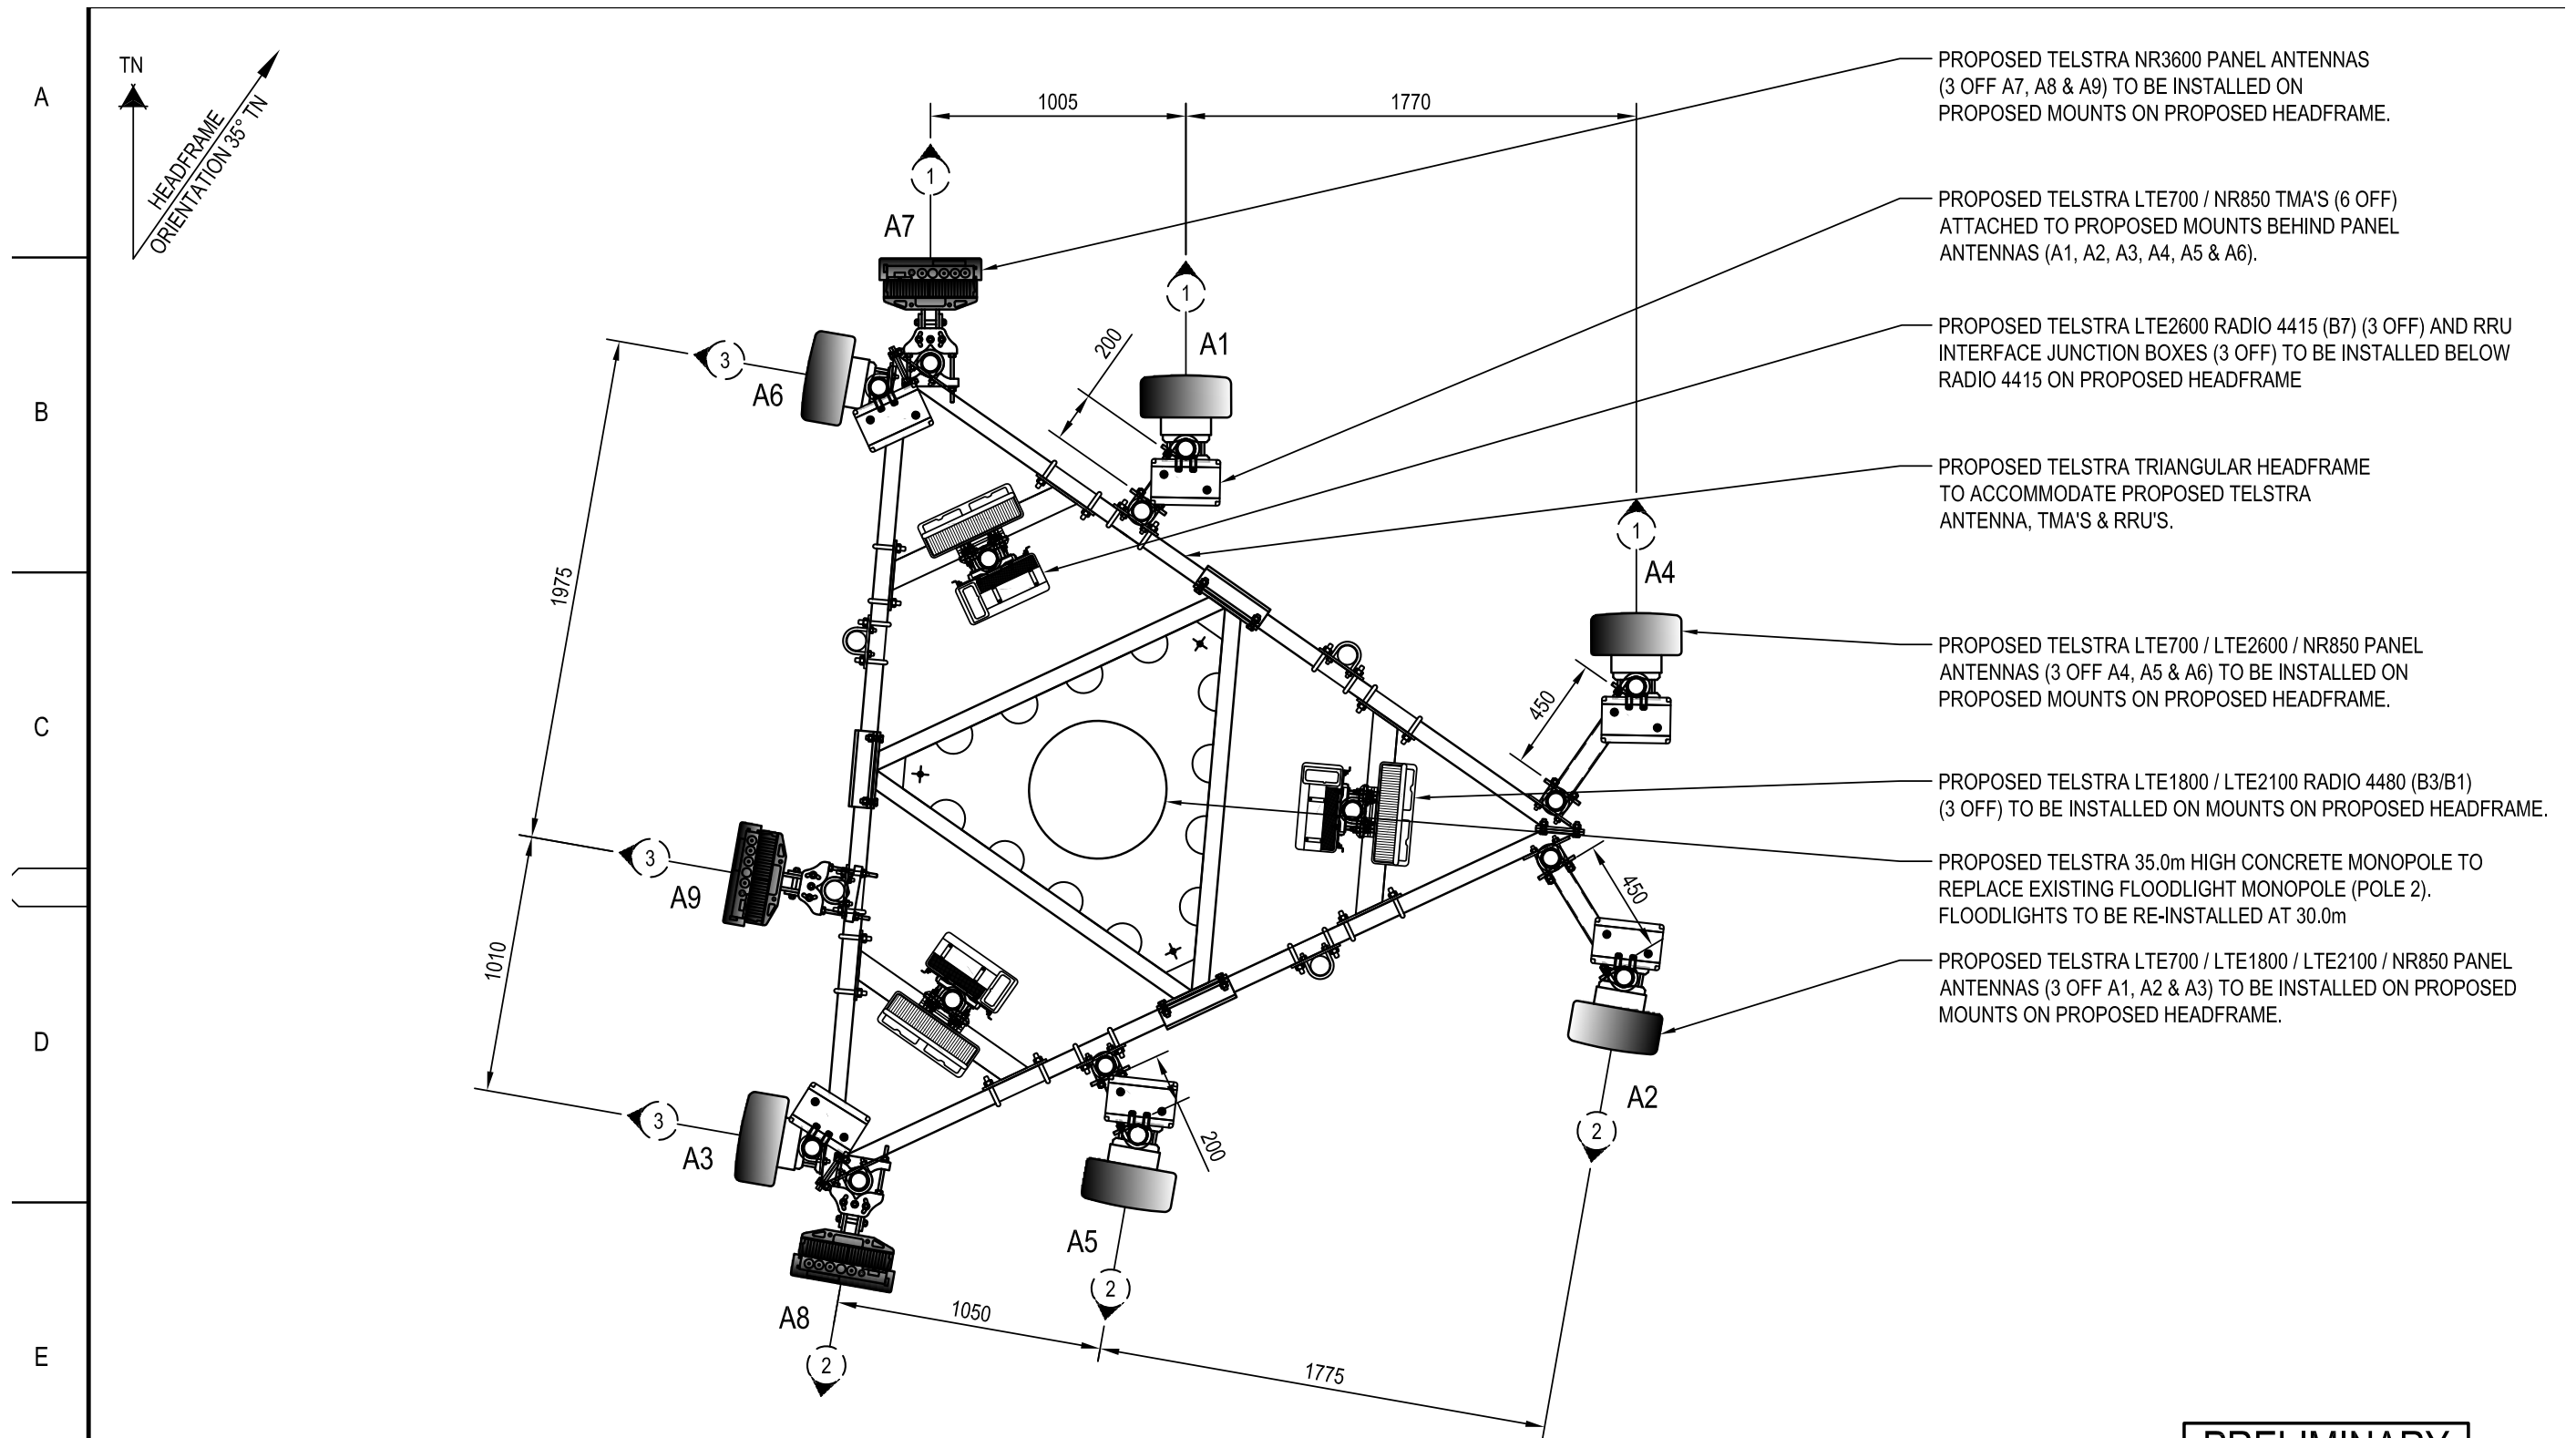 A
B
C
D
E
TN
HEADFRAME
ORIENTATION 35° TN
1005
1770
1
A7
1
A1
200
3
A6
1
A4
450
1975
3
A9
1010
450
3
A3
A8
2
1050
A5
2
200
1775
A2
2
PROPOSED TELSTRA NR3600 PANEL ANTENNAS
(3 OFF A7, A8 & A9) TO BE INSTALLED ON
PROPOSED MOUNTS ON PROPOSED HEADFRAME.
PROPOSED TELSTRA LTE700 / NR850 TMA'S (6 OFF)
ATTACHED TO PROPOSED MOUNTS BEHIND PANEL
ANTENNAS (A1, A2, A3, A4, A5 & A6).
PROPOSED TELSTRA LTE2600 RADIO 4415 (B7) (3 OFF) AND RRU
INTERFACE JUNCTION BOXES (3 OFF) TO BE INSTALLED BELOW
RADIO 4415 ON PROPOSED HEADFRAME
PROPOSED TELSTRA TRIANGULAR HEADFRAME
TO ACCOMMODATE PROPOSED TELSTRA
ANTENNA, TMA'S & RRU'S.
PROPOSED TELSTRA LTE700 / LTE2600 / NR850 PANEL
ANTENNAS (3 OFF A4, A5 & A6) TO BE INSTALLED ON
PROPOSED MOUNTS ON PROPOSED HEADFRAME.
PROPOSED TELSTRA LTE1800 / LTE2100 RADIO 4480 (B3/B1)
(3 OFF) TO BE INSTALLED ON MOUNTS ON PROPOSED HEADFRAME.
PROPOSED TELSTRA 35.0m HIGH CONCRETE MONOPOLE TO
REPLACE EXISTING FLOODLIGHT MONOPOLE (POLE 2).
FLOODLIGHTS TO BE RE-INSTALLED AT 30.0m
PROPOSED TELSTRA LTE700 / LTE1800 / LTE2100 / NR850 PANEL
ANTENNAS (3 OFF A1, A2 & A3) TO BE INSTALLED ON PROPOSED
MOUNTS ON PROPOSED HEADFRAME.
PRELIMINARY